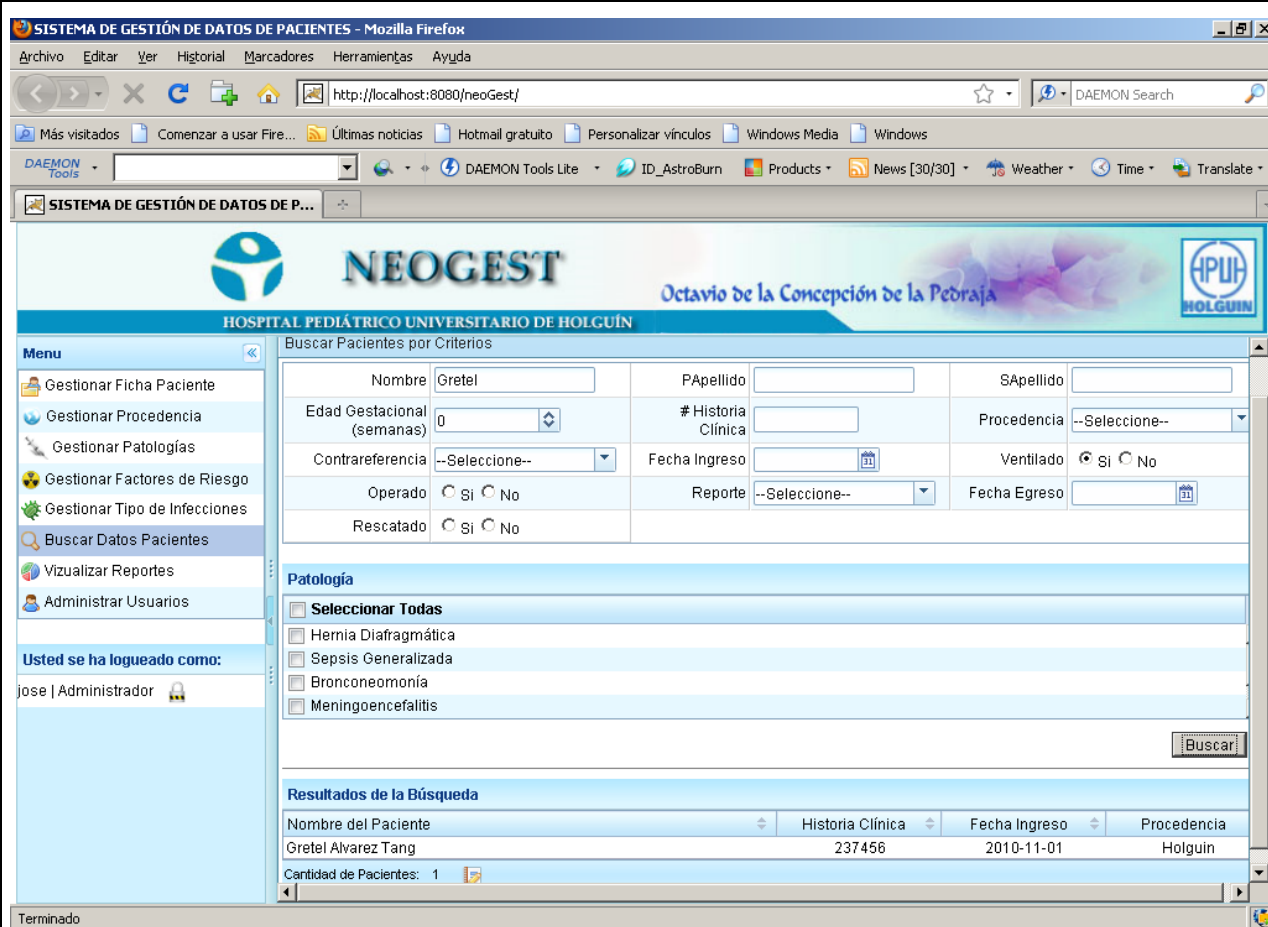 SISTEMA DE GESTIÓN DE DATOS DE PACIENTES - Mozilla Firefox
Archivo Editar Ver Historial Marcadores Herramientas Ayuda
http://localhost:8080/neoGest/ DAEMON Search
Más visitados Comenzar a usar Fire... Últimas noticias Hotmail gratuito Personalizar vínculos Windows Media Windows
DAEMON Tools DAEMON Tools Lite ID_AstroBurn Products News [30/30] Weather Time Translate
SISTEMA DE GESTIÓN DE DATOS DE P...
NEOGEST
Octavio de la Concepción de la Pedraja
HPUH
HOLGUIN
HOSPITAL PEDIÁTRICO UNIVERSITARIO DE HOLGUÍN
Menu
Gestionar Ficha Paciente
Gestionar Procedencia
Gestionar Patologías
Gestionar Factores de Riesgo
Gestionar Tipo de Infecciones
Buscar Datos Pacientes
Vizualizar Reportes
Administrar Usuarios
Usted se ha logueado como:
jose | Administrador
Buscar Pacientes por Criterios
Nombre Gretel PApellido SApellido
Edad Gestacional (semanas) 0 # Historia Clínica Procedencia --Seleccione--
Contrareferencia --Seleccione-- Fecha Ingreso 31 Ventilado Si No
Operado Si No Reporte --Seleccione-- Fecha Egreso 31
Rescatado Si No
Patología
Seleccionar Todas
Hernia Diafragmática
Sepsis Generalizada
Bronconeomonía
Meningoencefalitis
Buscar
Resultados de la Búsqueda
Nombre del Paciente Historia Clínica Fecha Ingreso Procedencia
Gretel Alvarez Tang 237456 2010-11-01 Holguin
Cantidad de Pacientes: 1
Terminado